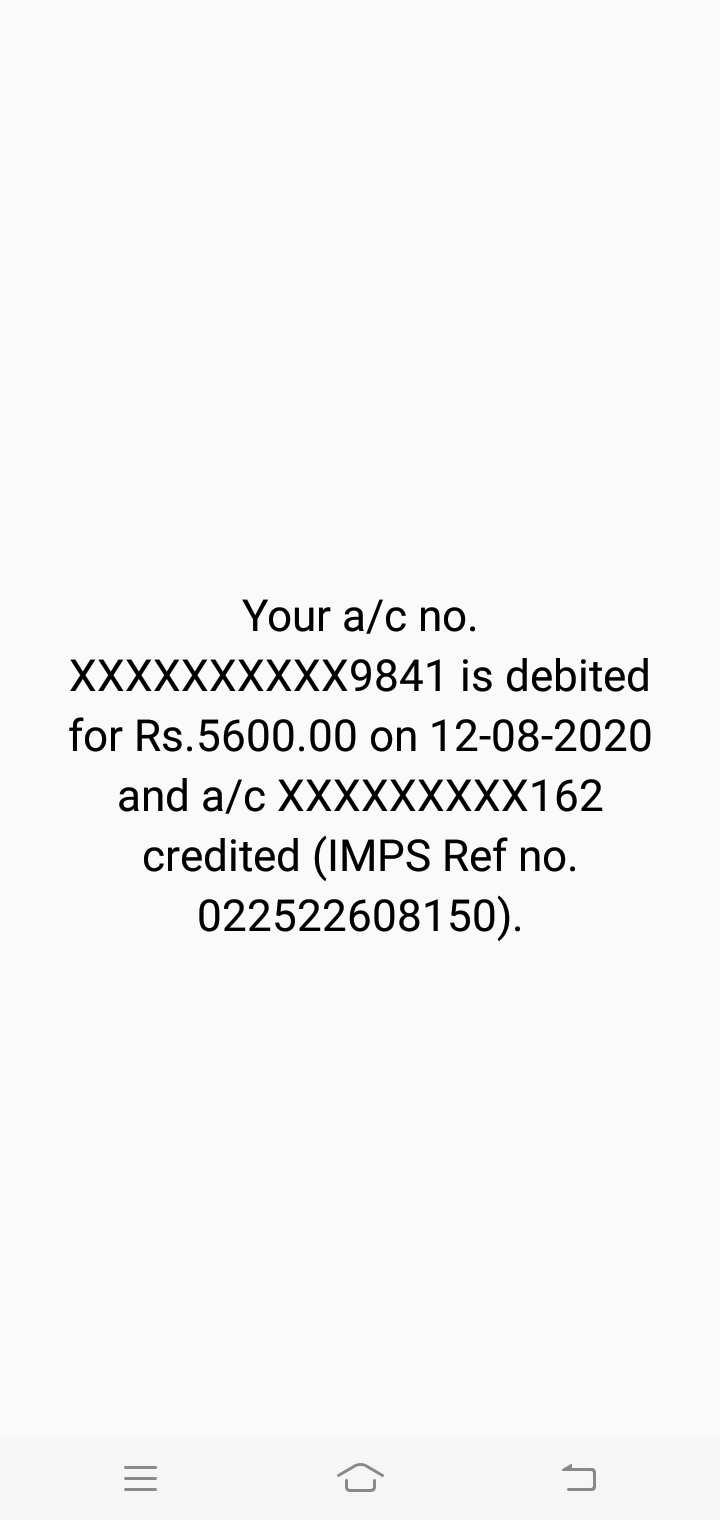 Your a/c no.
XXXXXXXXXX9841 is debited
for Rs.5600.00 on 12-08-2020
and a/c XXXXXXXXX162
credited (IMPS Ref no.
022522608150).